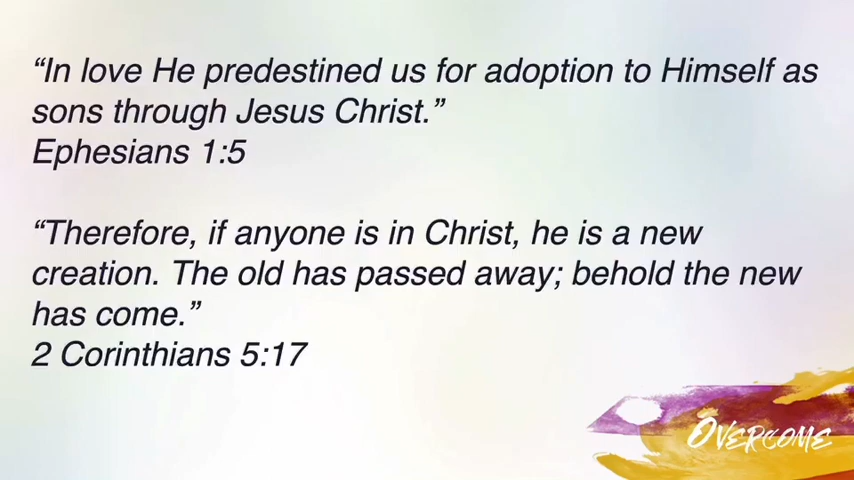 “In love He predestined us for adoption to Himself as
sons through Jesus Christ.”
Ephesians 1:5
“Therefore, if anyone is in Christ, he is a new
creation. The old has passed away; behold the new
has come.”
2 Corinthians 5:17
OVERCOME